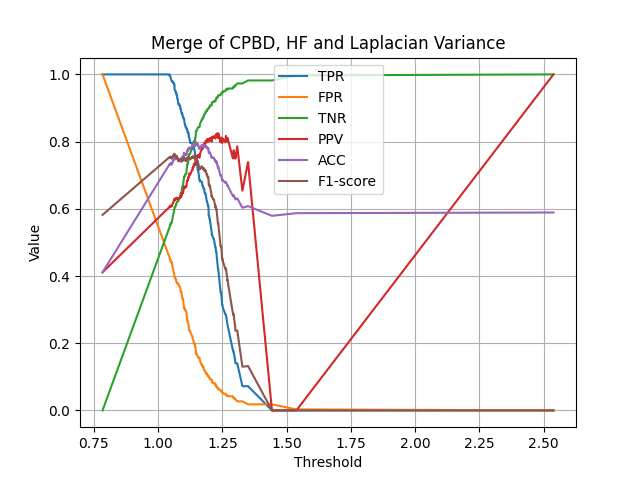 Merge of CPBD, HF and Laplacian Variance
TPR
FPR
TNR
PPV
ACC
F1-score
Value
1.0
0.8
0.6
0.4
0.2
0.0
0.75 1.00 1.25 1.50 1.75 2.00 2.25 2.50
Threshold